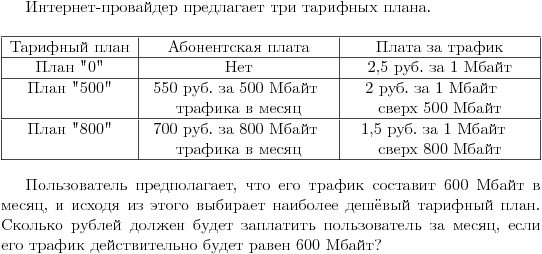 Интернет-провайдер предлагает три тарифных плана.
Тарифный план Абонентская плата Плата за трафик
План "0" Нет 2,5 руб. за 1 Мбайт
План "500" 550 руб. за 500 Мбайт 2 руб. за 1 Мбайт
трафика в месяц сверх 500 Мбайт
План "800" 700 руб. за 800 Мбайт 1,5 руб. за 1 Мбайт
трафика в месяц сверх 800 Мбайт
Пользователь предполагает, что его трафик составит 600 Мбайт в
месяц, и исходя из этого выбирает наиболее дешёвый тарифный план.
Сколько рублей должен будет заплатить пользователь за месяц, если
его трафик действительно будет равен 600 Мбайт?